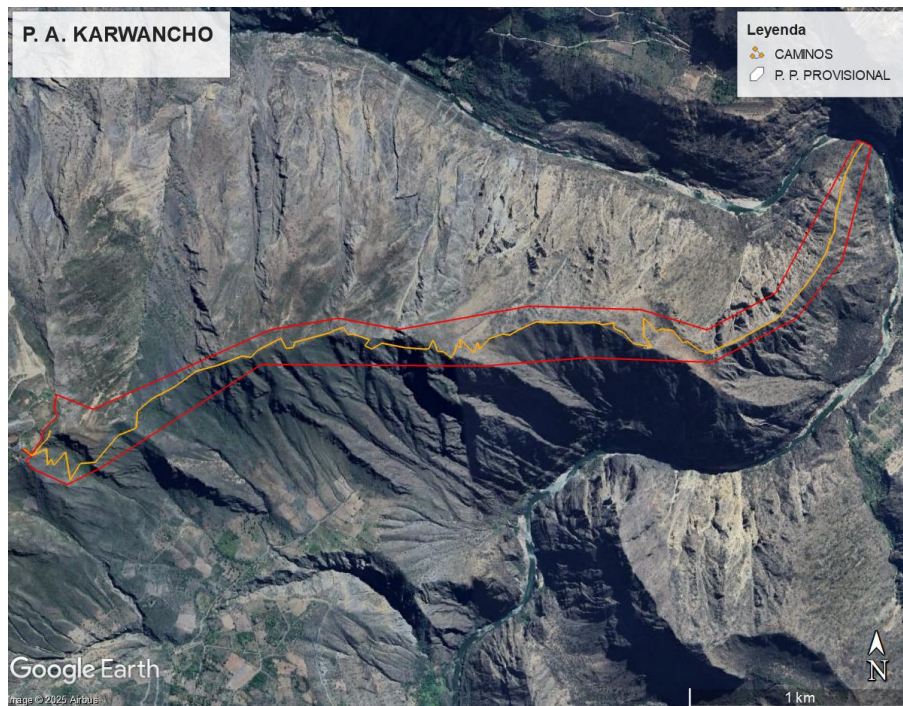 P. A. KARWANCHO
Leyenda
CAMINOS
P. P. PROVISIONAL
Google Earth
Image © 2025 Airbus
N
1 km